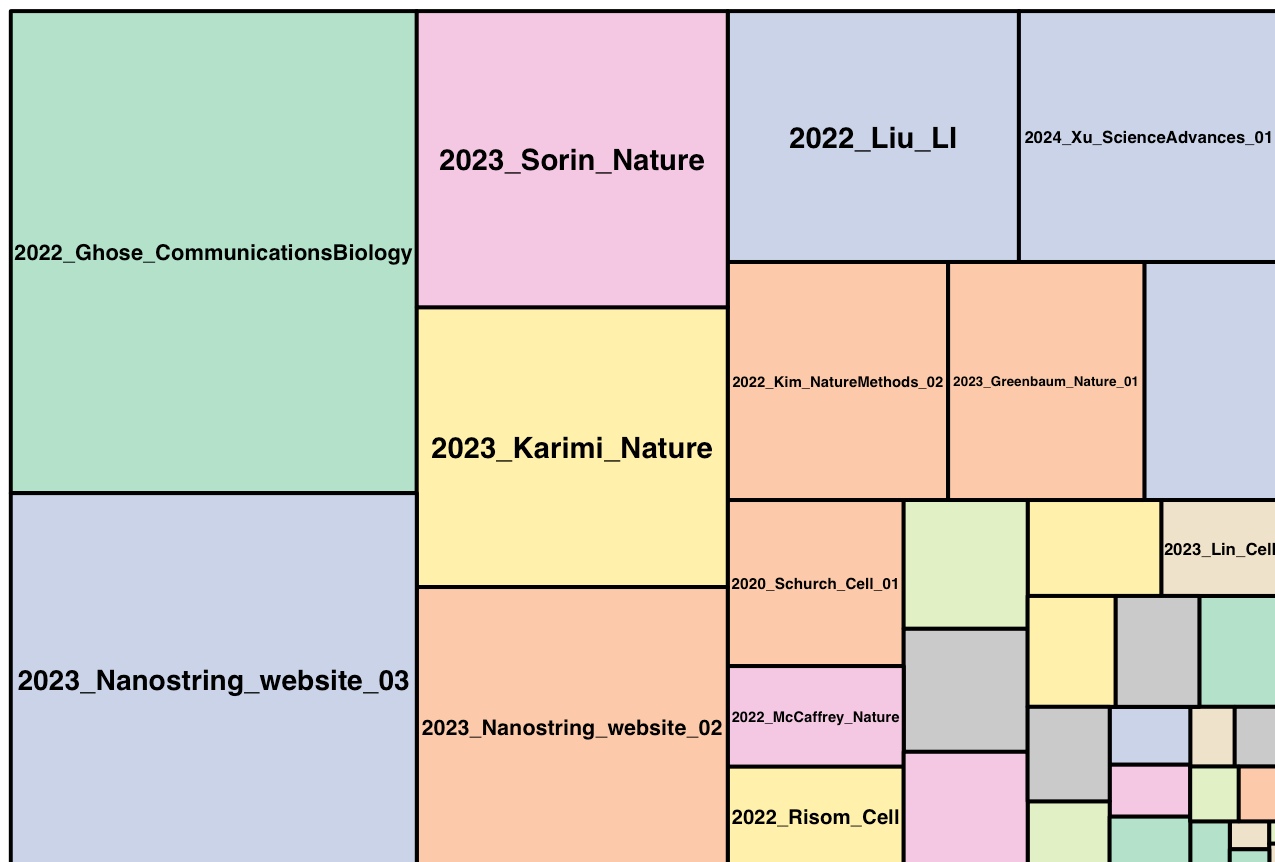 2022_Ghose_CommunicationsBiology
2023_Nanostring_website_03
2023_Sorin_Nature
2023_Karimi_Nature
2023_Nanostring_website_02
2022_Liu_LI
2024_Xu_ScienceAdvances_01
2022_Kim_NatureMethods_02
2023_Greenbaum_Nature_01
2020_Schurch_Cell_01
2022_McCaffrey_Nature
2022_Risom_Cell
2023_Lin_Cell